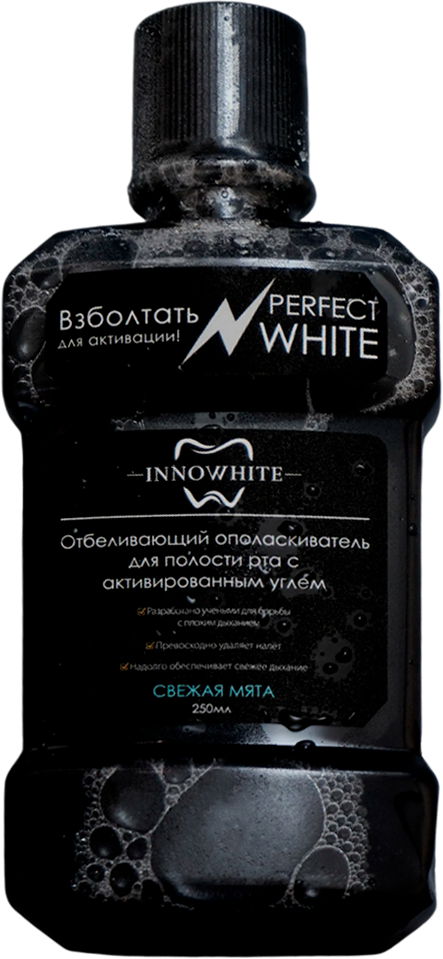 Взболтать
для активации!
PERFECT
WHITE
INNOWHITE
Отбеливающий ополаскиватель
для полости рта с
активированным углём
Разработано учеными для борьбы
с плохим дыханием
Превосходно удаляет налёт
Надолго обеспечивает свежее дыхание
СВЕЖАЯ МЯТА
250мл